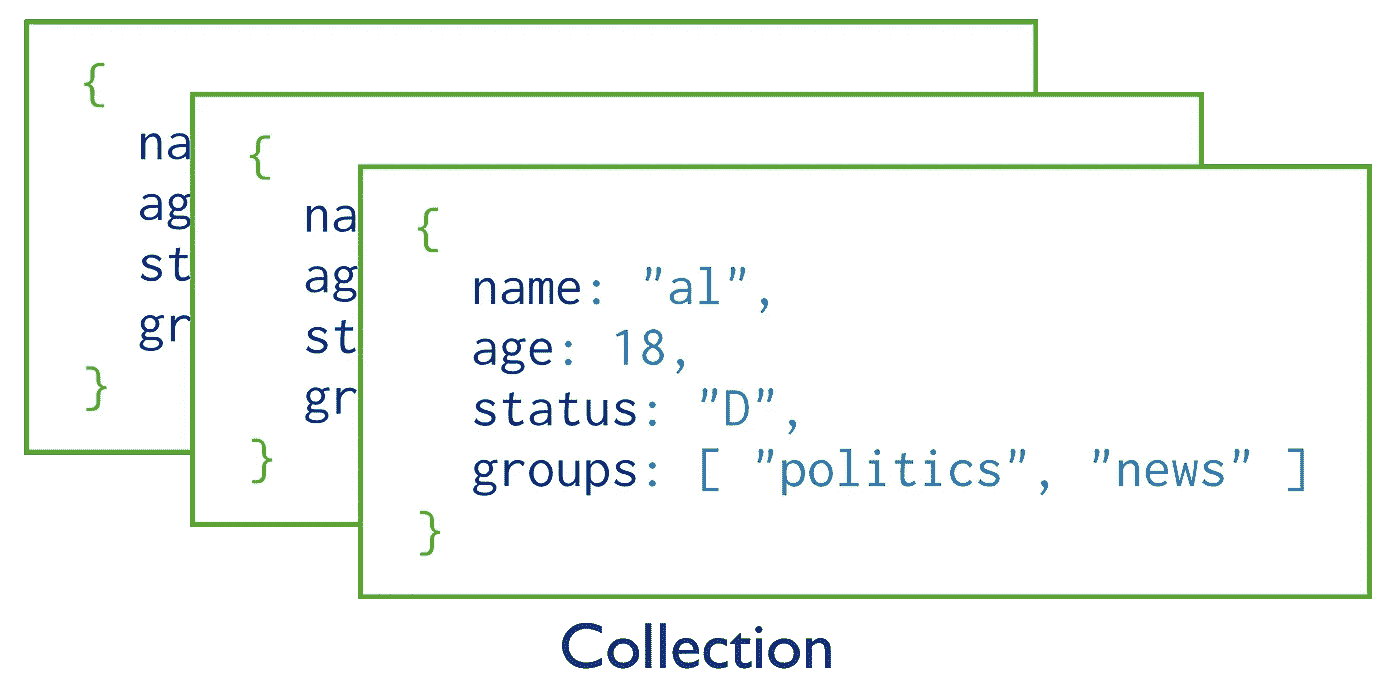 {
na
ag
st
gr
}
{
na
ag
st
gr
}
{
name: "al",
age: 18,
status: "D",
groups: [ "politics", "news" ]
}
Collection